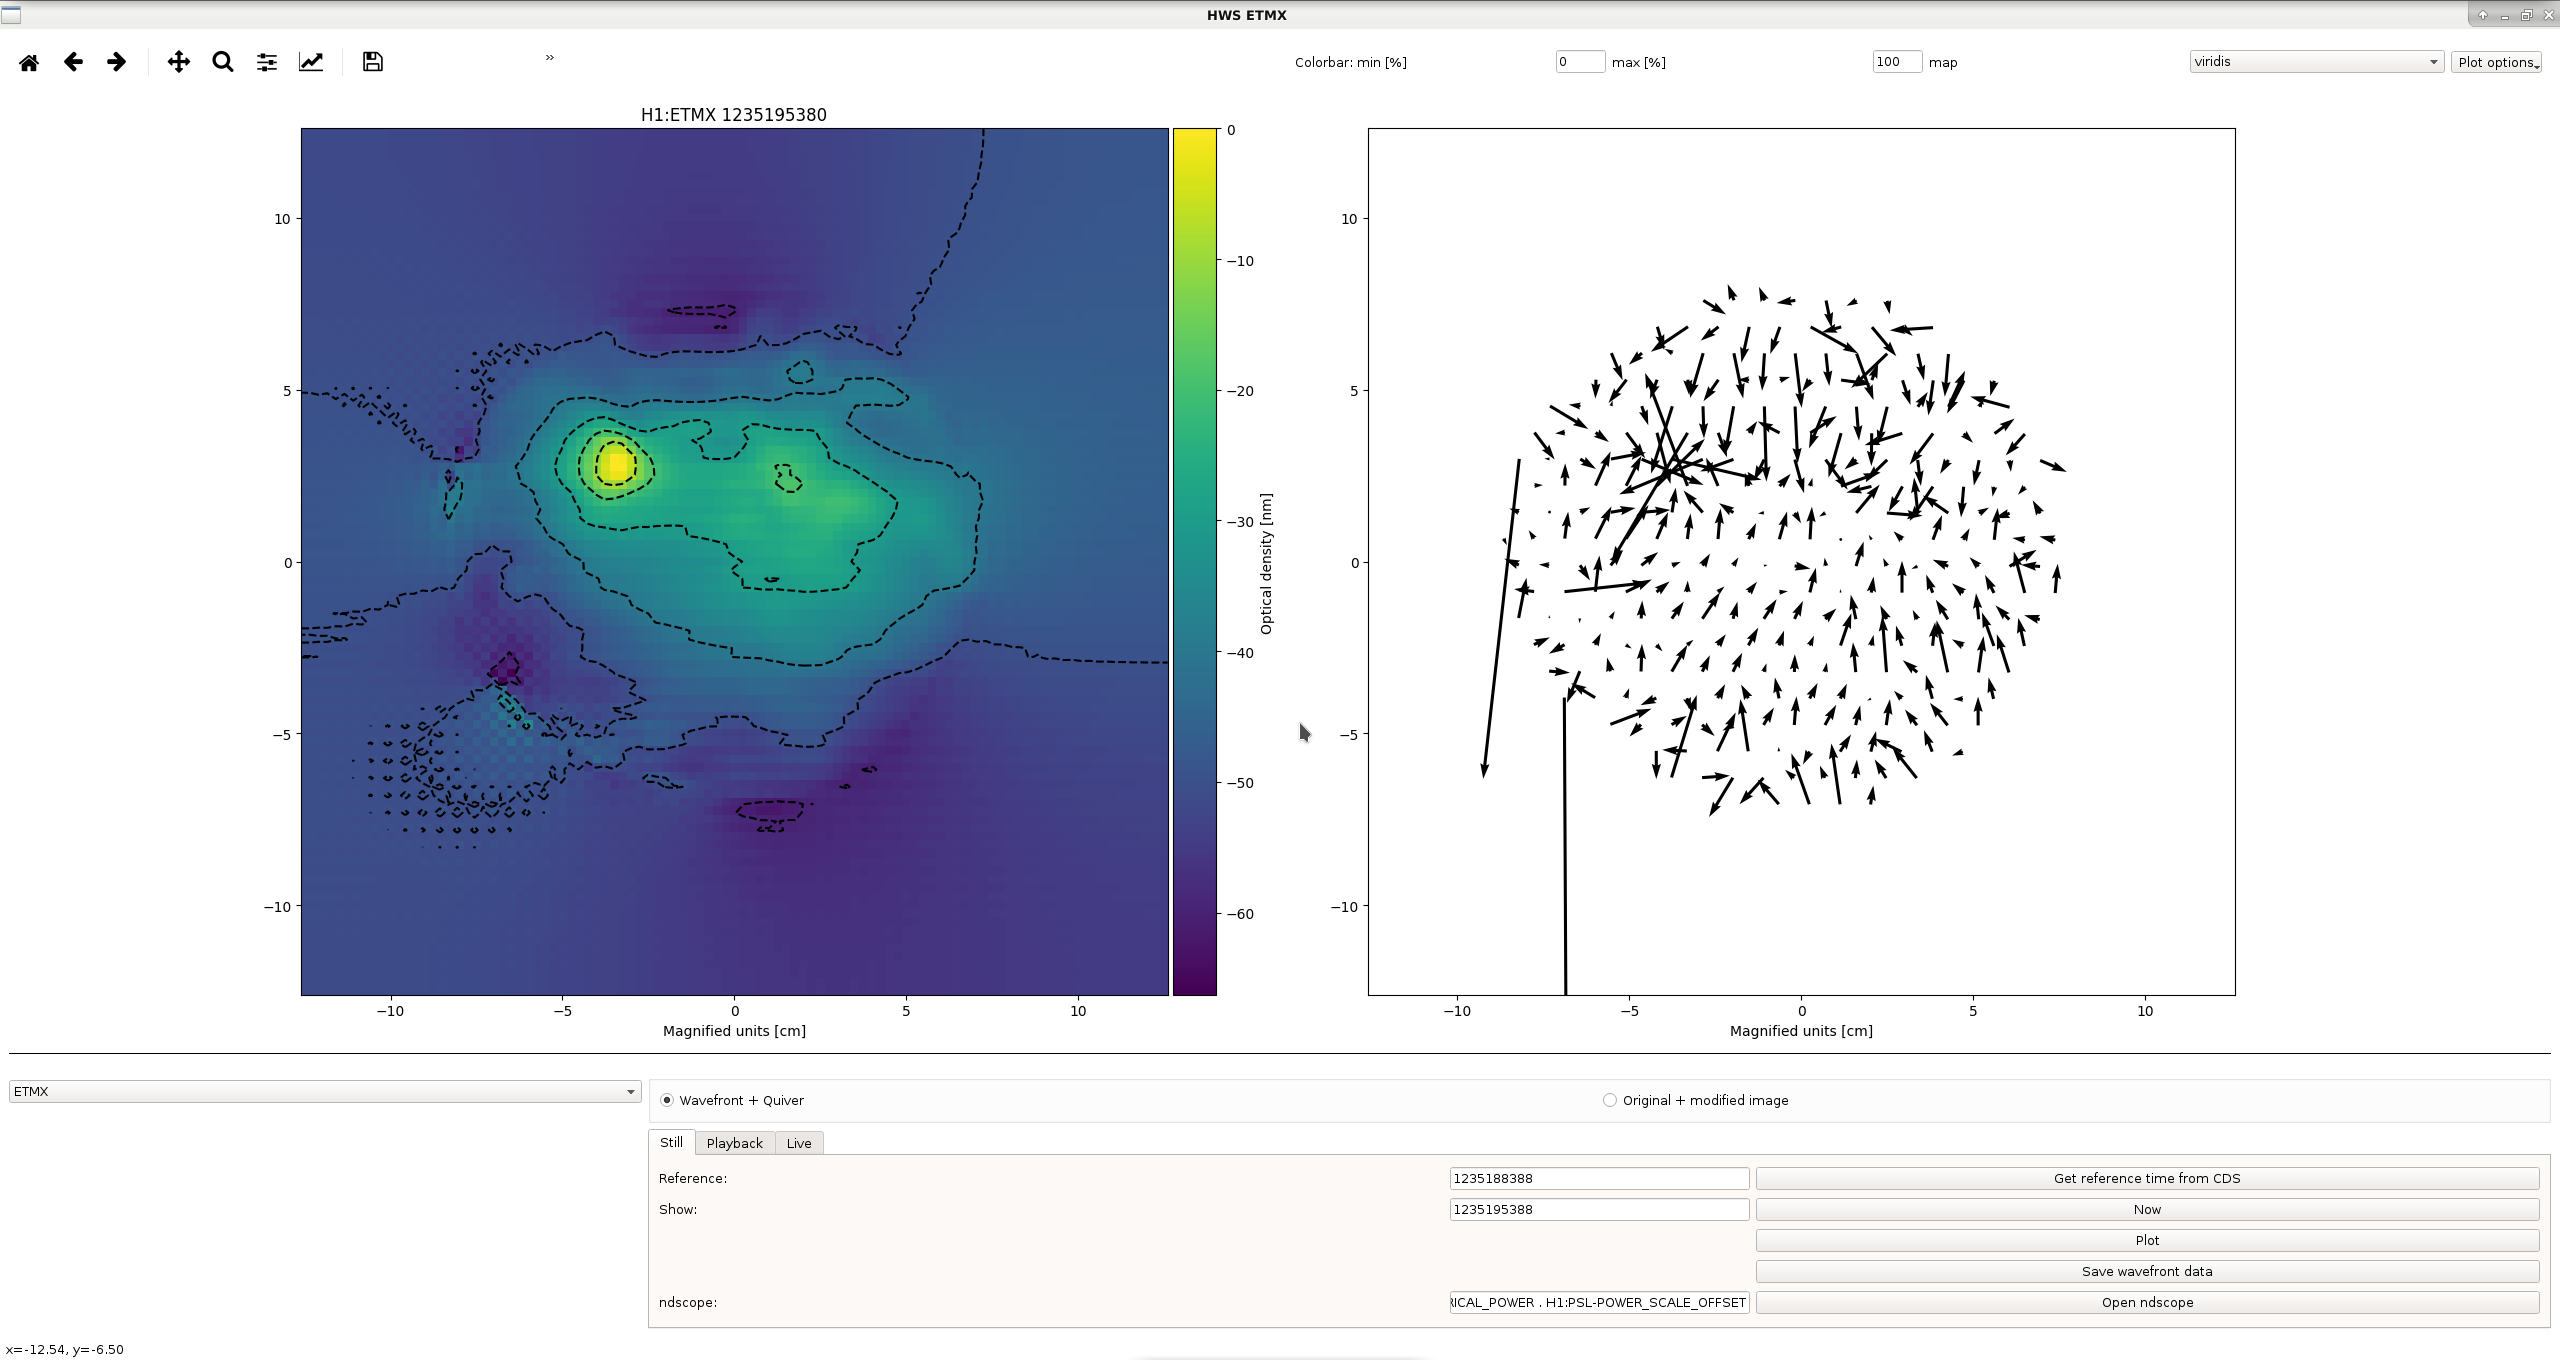 HWS ETMX
»
Colorbar: min [%] 0 max [%] 100 map viridis Plot options
H1:ETMX 1235195380
10
5
0
−5
−10
−10 −5 0 5 10
Magnified units [cm]
0
−10
−20
−30
−40
−50
−60
Optical density [nm]
10
5
0
−5
−10
−10 −5 0 5 10
Magnified units [cm]
ETMX
Wavefront + Quiver Original + modified image
Still Playback Live
Reference: 1235188388 Get reference time from CDS
Show: 1235195388 Now
Plot
Save wavefront data
ndscope: RICAL_POWER . H1:PSL-POWER_SCALE_OFFSET Open ndscope
x=-12.54, y=-6.50